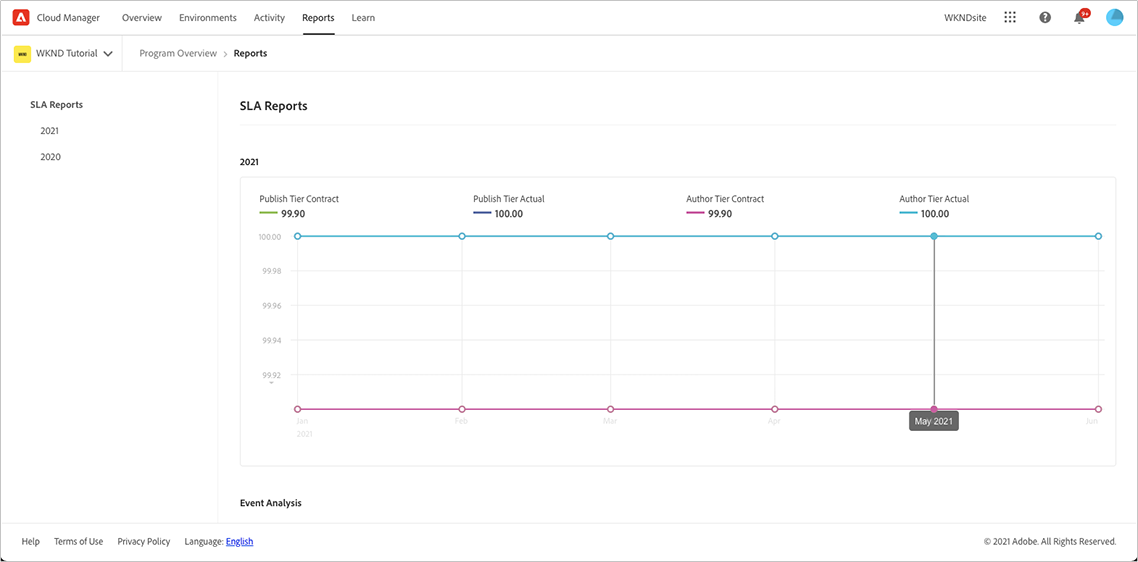 Cloud Manager Overview Environments Activity Reports Learn WKNDsite 9+
WKND Tutorial Program Overview > Reports
SLA Reports
2021
2020
SLA Reports
2021
Publish Tier Contract Publish Tier Actual Author Tier Contract Author Tier Actual
99.90 100.00 99.90 100.00
100.00
99.98
99.96
99.94
99.92
Jan Feb Mar Apr May 2021 Jun
2021
Event Analysis
Help Terms of Use Privacy Policy Language: English © 2021 Adobe. All Rights Reserved.